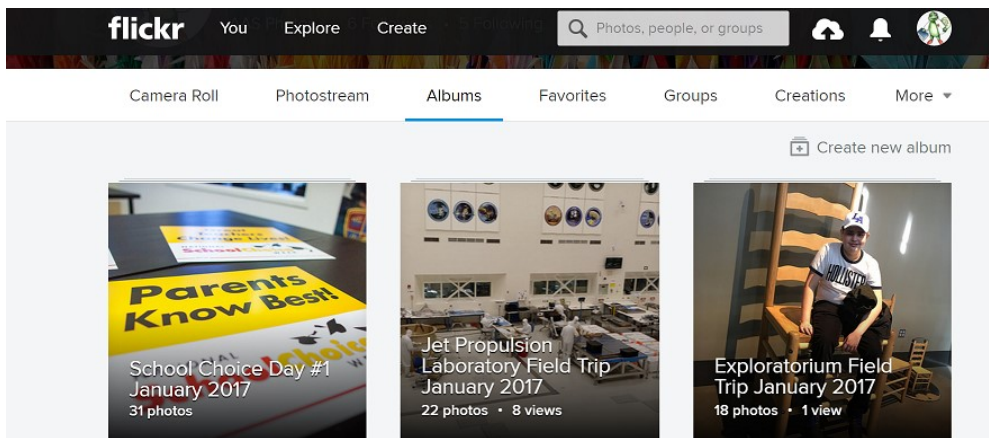 flickr You Explore Create Photos, people, or groups
Camera Roll Photostream Albums Favorites Groups Creations More
Create new album
Parents
Know Best!
School Choice Day #1
January 2017
31 photos
Jet Propulsion
Laboratory Field Trip
January 2017
22 photos • 8 views
LA
HOLLISTER
Exploratorium Field
Trip January 2017
18 photos • 1 view